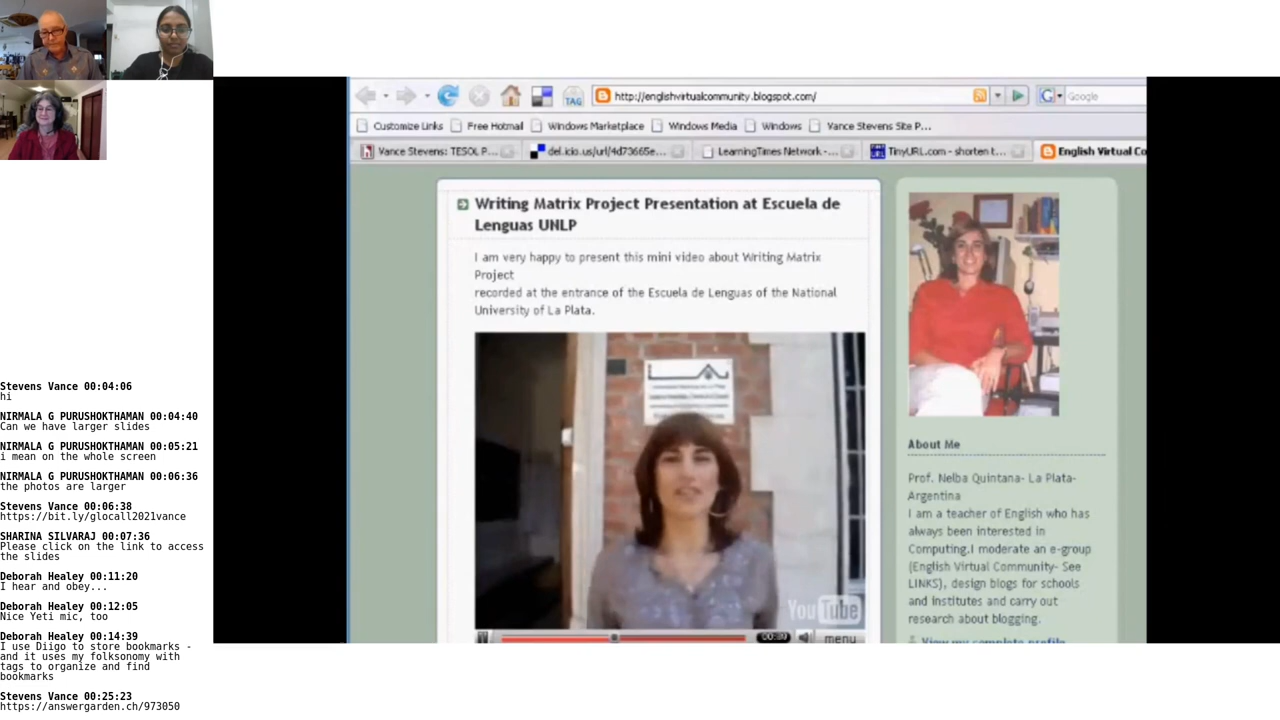 TAG
http://englishvirtualcommunity.blogspot.com/
G
Google
Customize Links
Free Hotmail
Windows Marketplace
Windows Media
Windows
Vance Stevens Site P...
Vance Stevens: TESOL P...
del.icio.us/url/4d73665e...
LearningTimes Network -...
TinyURL.com - shorten t...
English Virtual Co
Writing Matrix Project Presentation at Escuela de
Lenguas UNLP
I am very happy to present this mini video about Writing Matrix
Project
recorded at the entrance of the Escuela de Lenguas of the National
University of La Plata.
YouTube
menu
About Me
Prof. Nelba Quintana- La Plata-
Argentina
I am a teacher of English who has
always been interested in
Computing.I moderate an e-group
(English Virtual Community- See
LINKS), design blogs for schools
and institutes and carry out
research about blogging.
View my complete profile
Stevens Vance 00:04:06
hi
NIRMALA G PURUSHOKTHAMAN 00:04:40
Can we have larger slides
NIRMALA G PURUSHOKTHAMAN 00:05:21
i mean on the whole screen
NIRMALA G PURUSHOKTHAMAN 00:06:36
the photos are larger
Stevens Vance 00:06:38
https://bit.ly/glocall2021vance
SHARINA SILVARAJ 00:07:36
Please click on the link to access
the slides
Deborah Healey 00:11:20
I hear and obey...
Deborah Healey 00:12:05
Nice Yeti mic, too
Deborah Healey 00:14:39
I use Diigo to store bookmarks -
and it uses my folksonomy with
tags to organize and find
bookmarks
Stevens Vance 00:25:23
https://answergarden.ch/973050